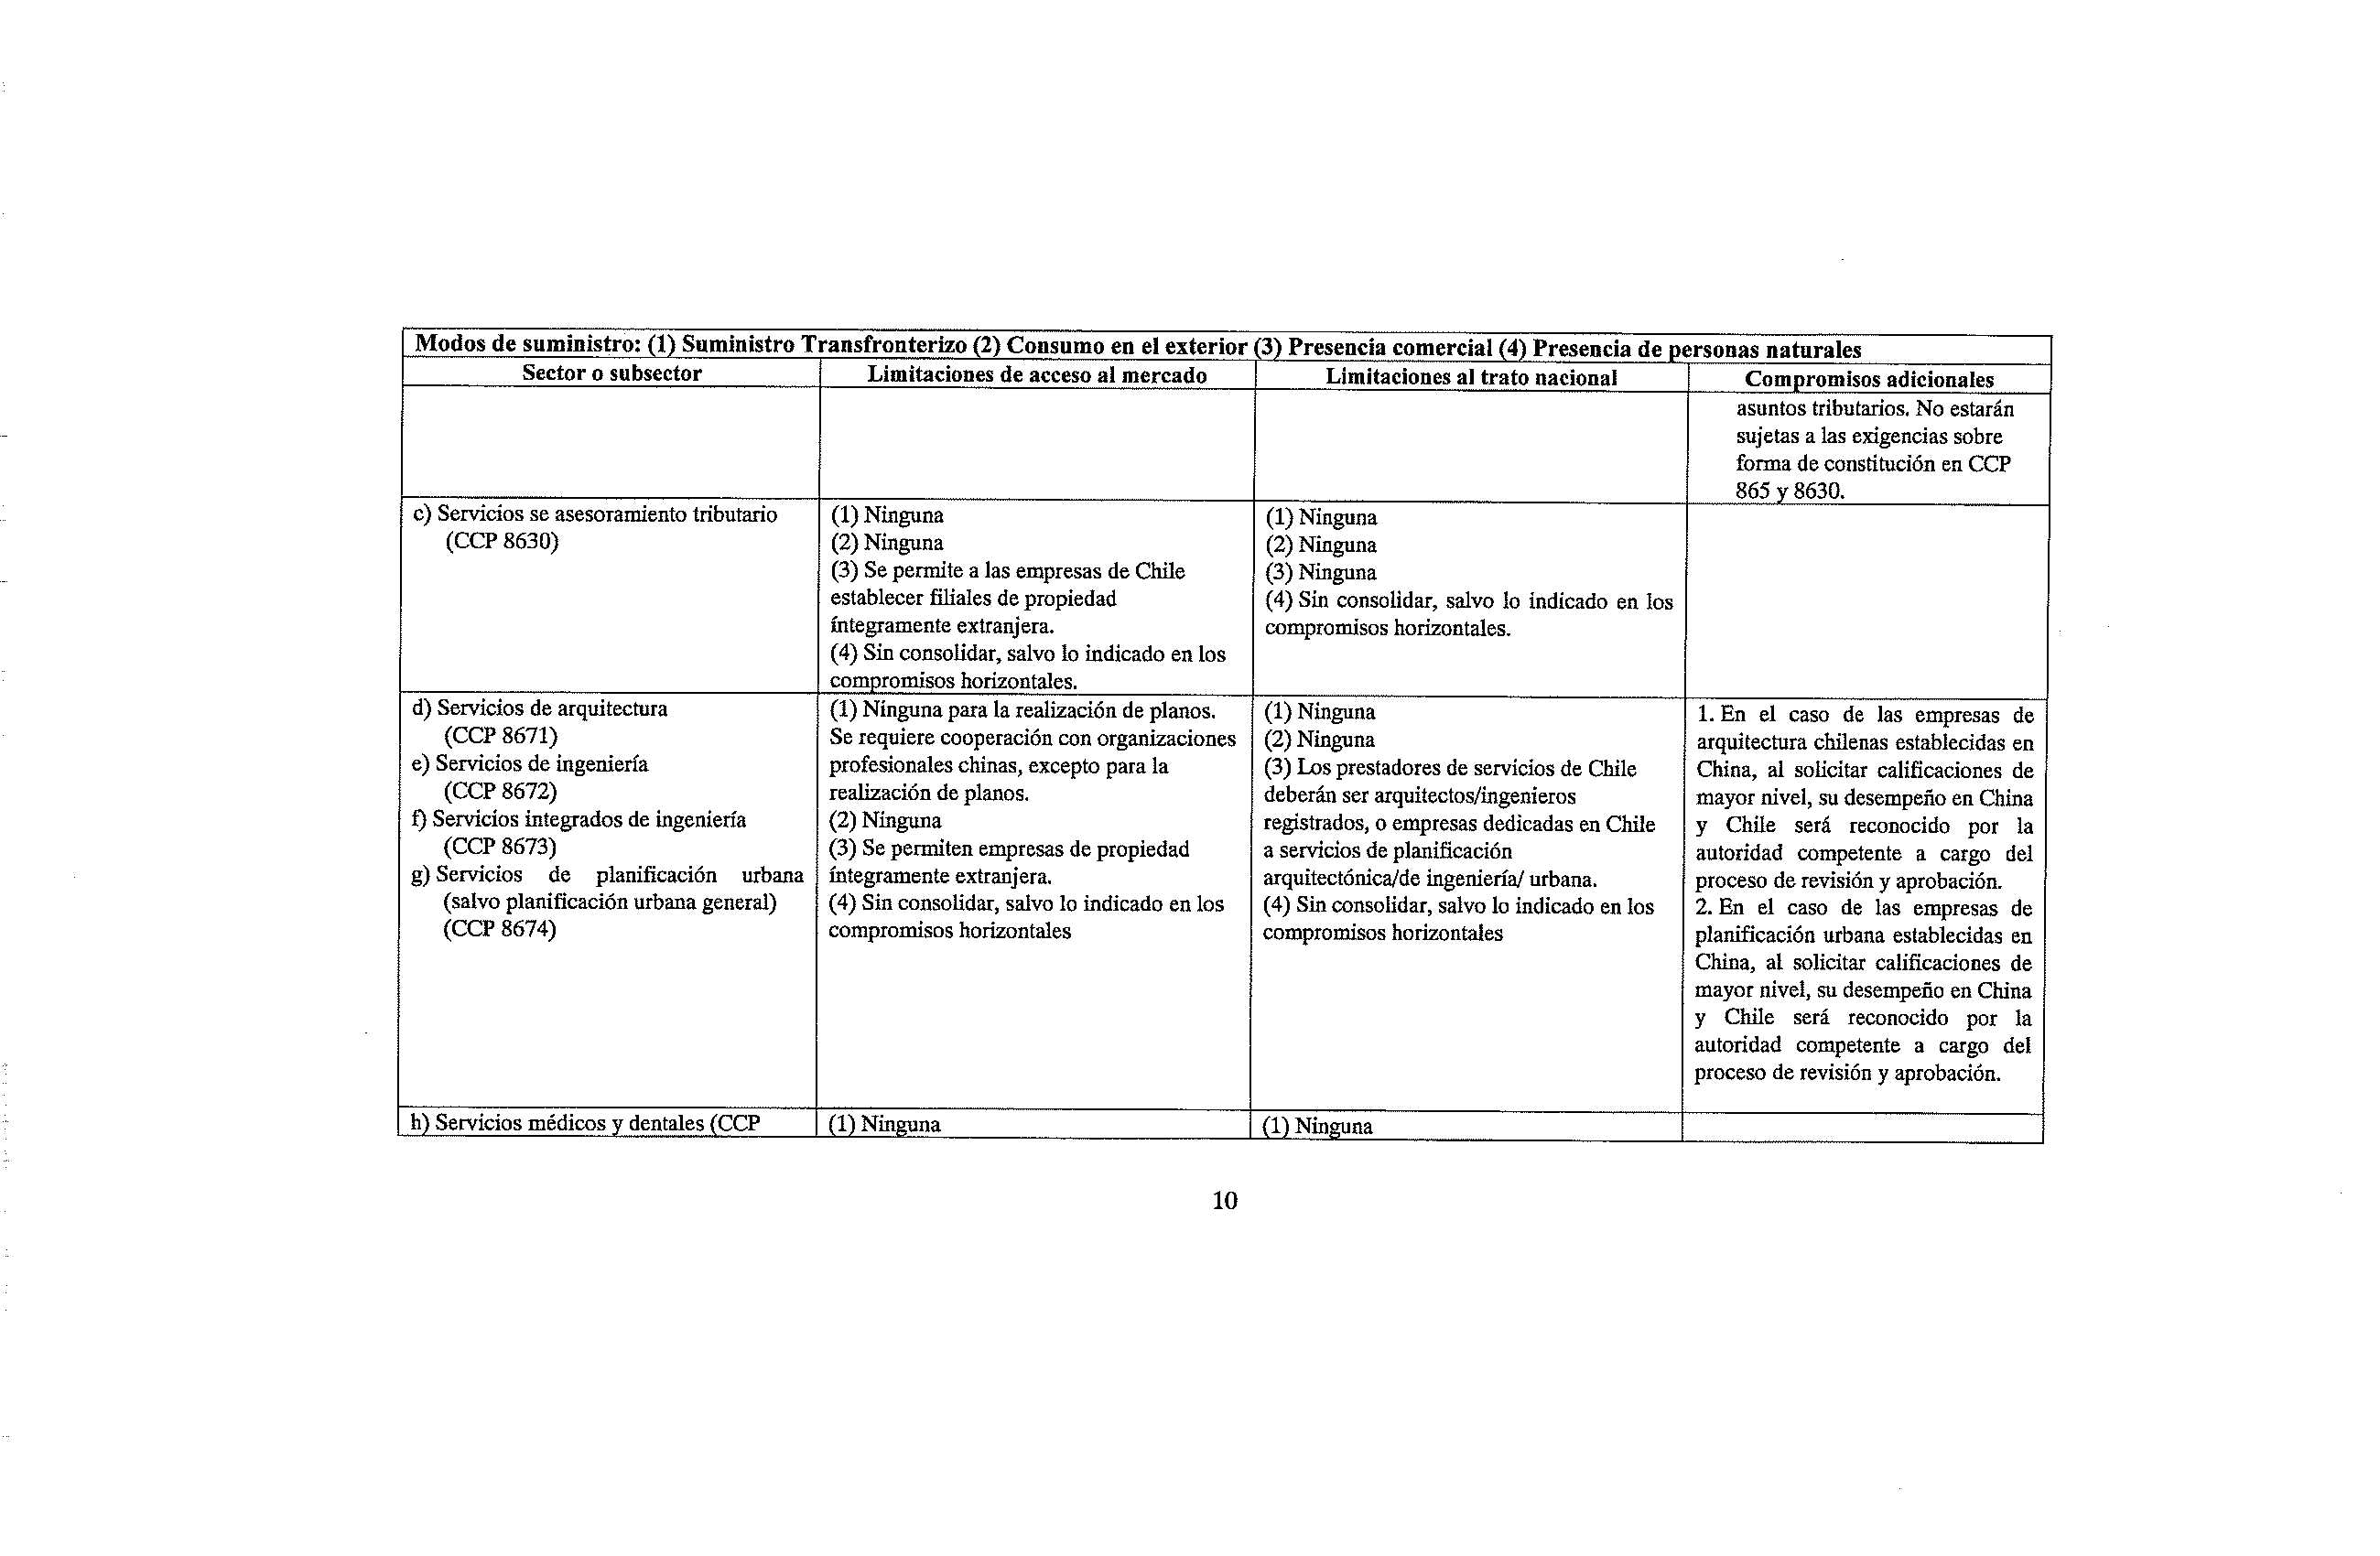 Modos de suministro: (1) Suministro Transfronterizo (2) Consumo en el exterior (3) Presencia comercial (4) Presencia de personas naturales
Sector o subsector
Limitaciones de acceso al mercado
Limitaciones al trato nacional
Compromisos adicionales
asuntos tributarios. No estarán
sujetas a las exigencias sobre
forma de constitución en CCP
865 y 8630.
c) Servicios se asesoramiento tributario
(CCP 8630)
(1) Ninguna
(2) Ninguna
(3) Se permite a las empresas de Chile
establecer filiales de propiedad
íntegramente extranjera.
(4) Sin consolidar, salvo lo indicado en los
compromisos horizontales.
(1) Ninguna
(2) Ninguna
(3) Ninguna
(4) Sin consolidar, salvo lo indicado en los
compromisos horizontales.
d) Servicios de arquitectura
(CCP 8671)
e) Servicios de ingeniería
(CCP 8672)
f) Servicios integrados de ingeniería
(CCP 8673)
g) Servicios de planificación urbana
(salvo planificación urbana general)
(CCP 8674)
(1) Ninguna para la realización de planos.
Se requiere cooperación con organizaciones
profesionales chinas, excepto para la
realización de planos.
(2) Ninguna
(3) Se permiten empresas de propiedad
íntegramente extranjera.
(4) Sin consolidar, salvo lo indicado en los
compromisos horizontales
(1) Ninguna
(2) Ninguna
(3) Los prestadores de servicios de Chile
deberán ser arquitectos/ingenieros
registrados, o empresas dedicadas en Chile
a servicios de planificación
arquitectónica/de ingeniería/ urbana.
(4) Sin consolidar, salvo lo indicado en los
compromisos horizontales
1. En el caso de las empresas de
arquitectura chilenas establecidas en
China, al solicitar calificaciones de
mayor nivel, su desempeño en China
y Chile será reconocido por la
autoridad competente a cargo del
proceso de revisión y aprobación.
2. En el caso de las empresas de
planificación urbana establecidas en
China, al solicitar calificaciones de
mayor nivel, su desempeño en China
y Chile será reconocido por la
autoridad competente a cargo del
proceso de revisión y aprobación.
h) Servicios médicos y dentales (CCP
(1) Ninguna
(1) Ninguna
10